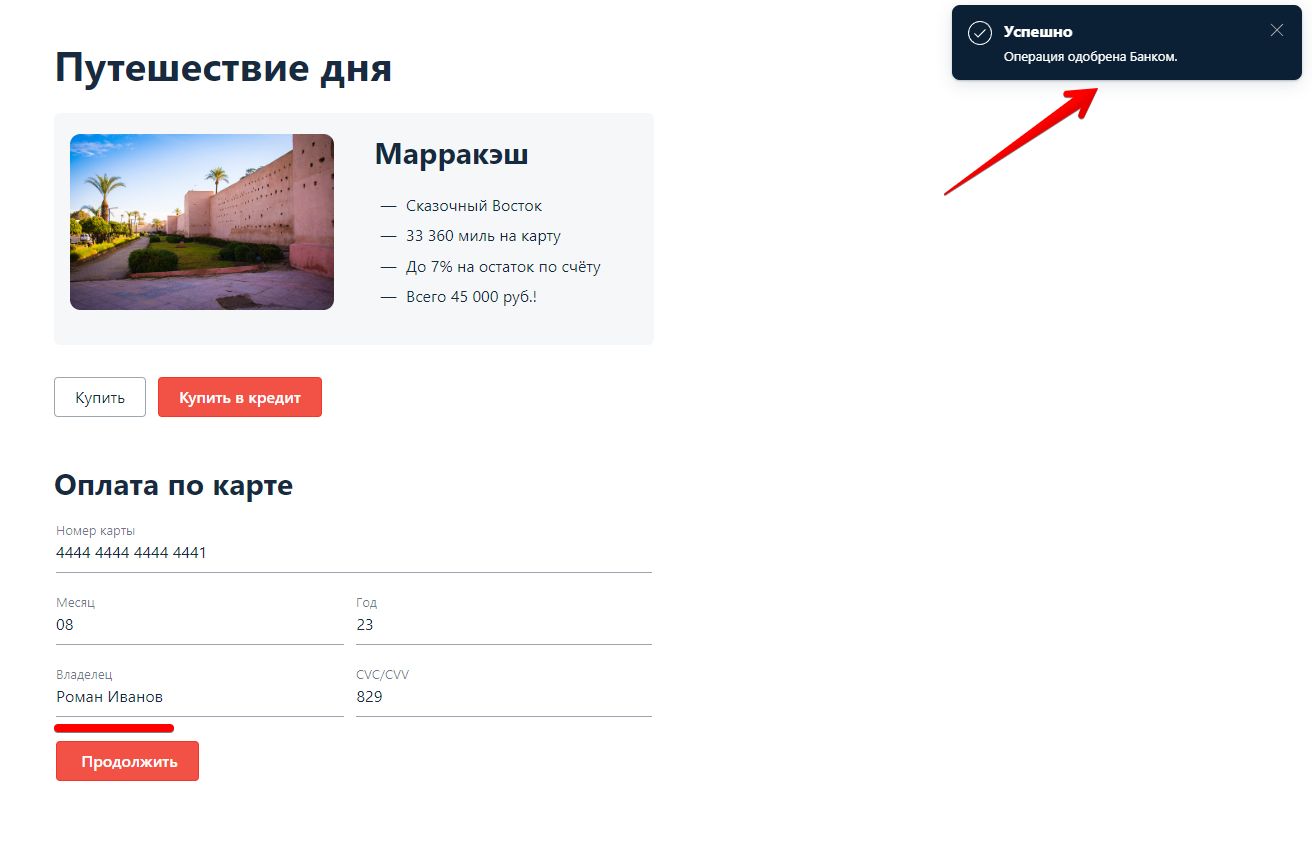 Путешествие дня
Марракэш
— Сказочный Восток
— 33 360 миль на карту
— До 7% на остаток по счёту
— Всего 45 000 руб.!
Купить
Купить в кредит
Оплата по карте
Номер карты
4444 4444 4444 4441
Месяц
08
Год
23
Владелец
Роман Иванов
CVC/CVV
829
Продолжить
Успешно
Операция одобрена Банком.